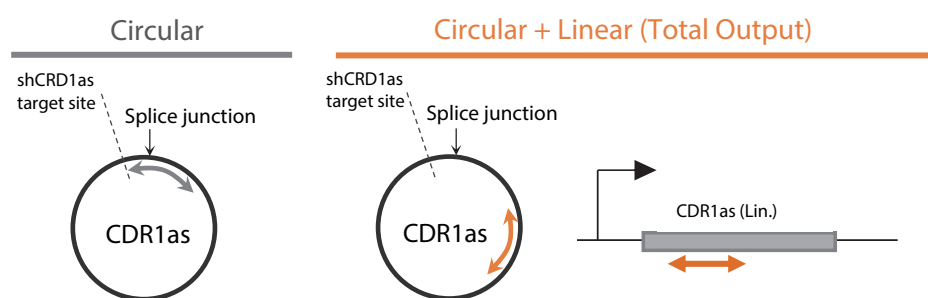 Circular
shCRD1as
target site
Splice junction
CDR1as
Circular + Linear (Total Output)
shCRD1as
target site
Splice junction
CDR1as
CDR1as (Lin.)